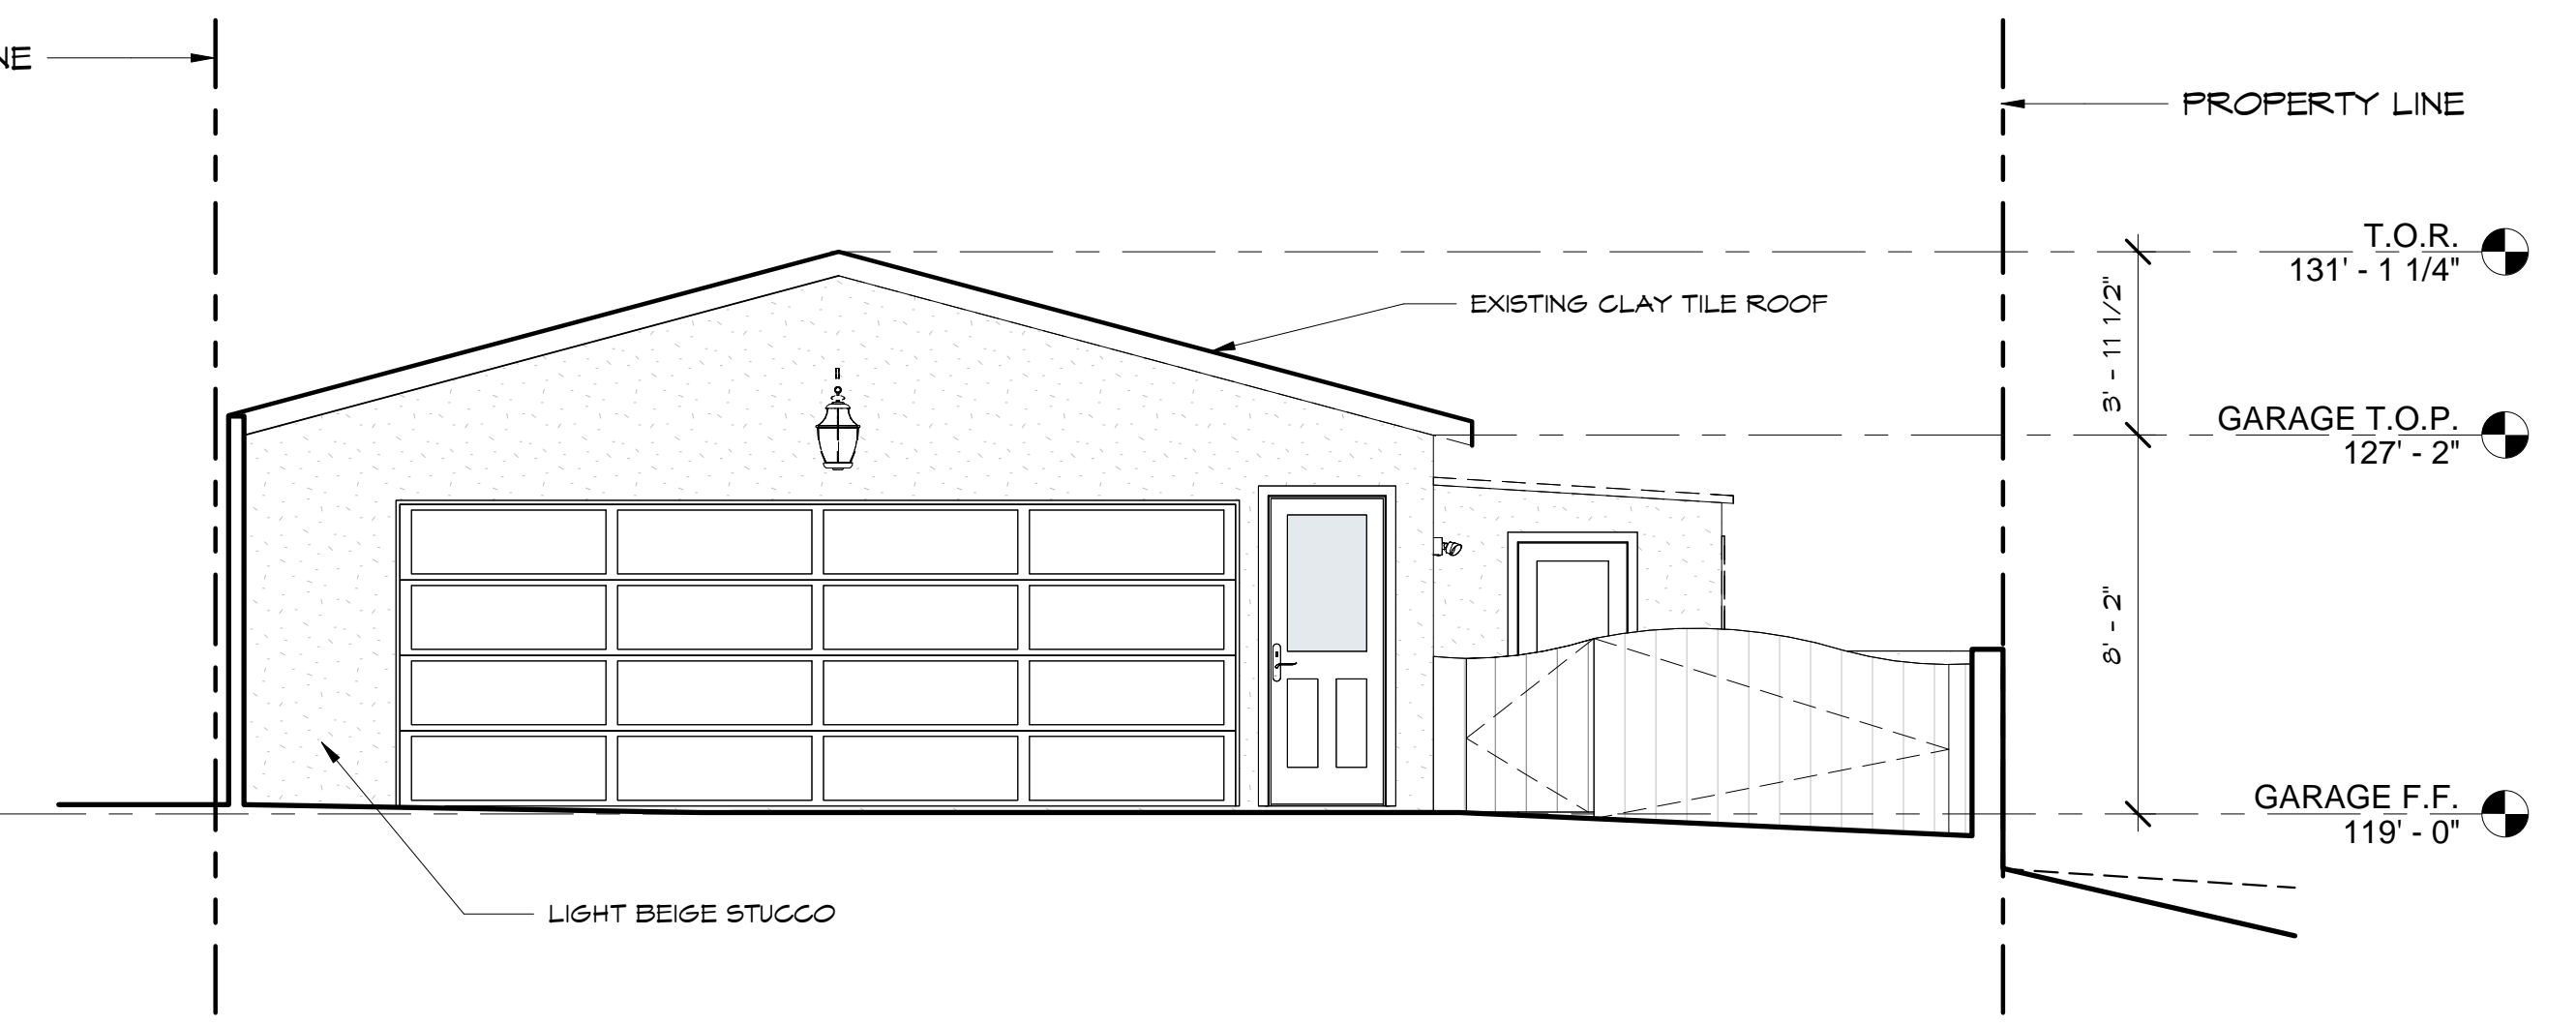 NE
PROPERTY LINE
T.O.R.
131' - 1 1/4"
EXISTING CLAY TILE ROOF
3' - 11 1/2"
GARAGE T.O.P.
127' - 2"
8' - 2"
GARAGE F.F.
119' - 0"
LIGHT BEIGE STUCCO